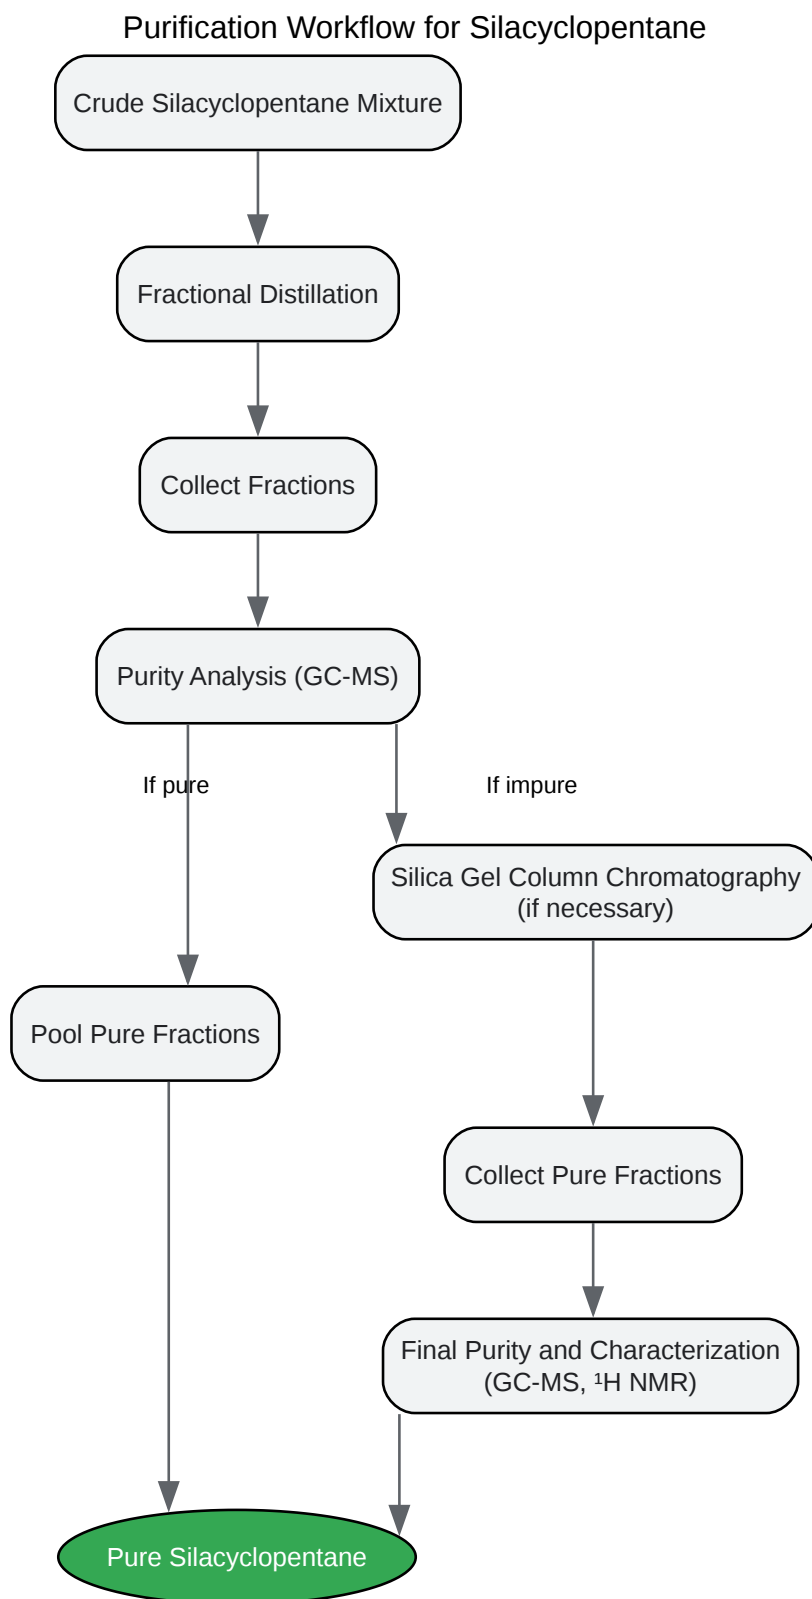 Purification Workflow for Silacyclopentane
Crude Silacyclopentane Mixture
Fractional Distillation
Collect Fractions
Purity Analysis (GC-MS)
If pure
If impure
Silica Gel Column Chromatography
(if necessary)
Pool Pure Fractions
Collect Pure Fractions
Final Purity and Characterization
(GC-MS, ¹H NMR)
Pure Silacyclopentane